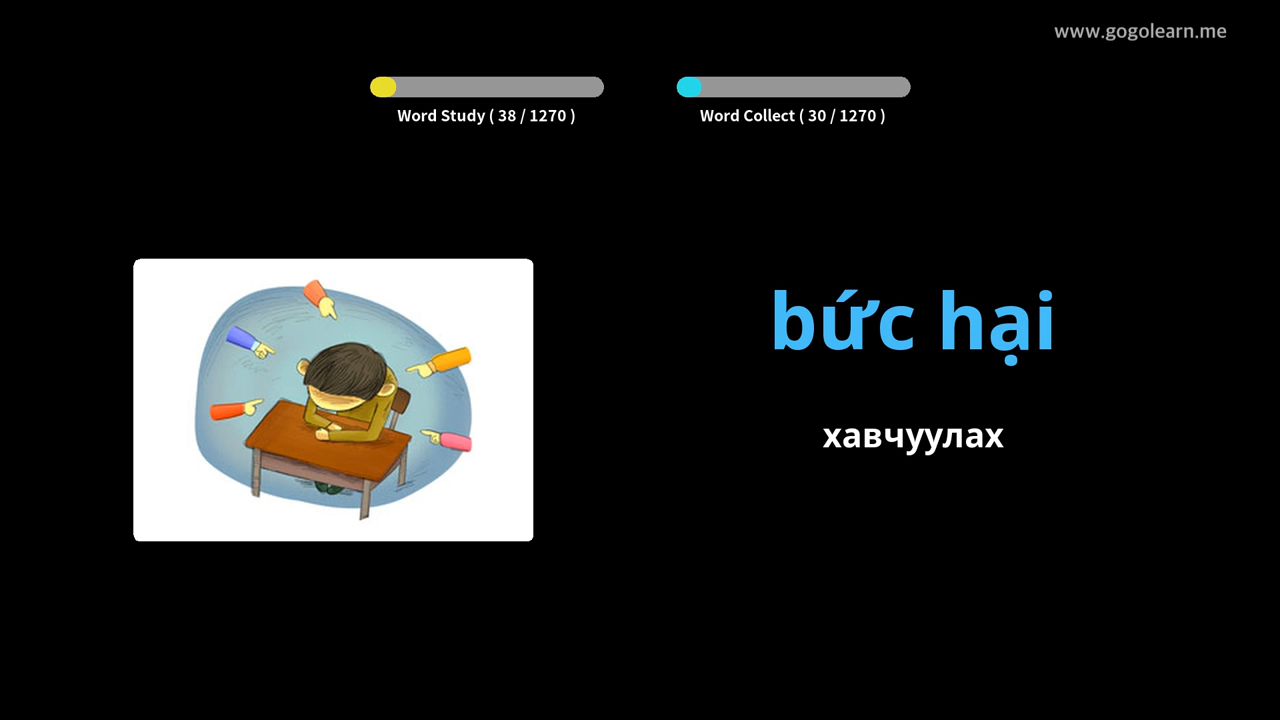 www.gogolearn.me
Word Study ( 38 / 1270 )
Word Collect ( 30 / 1270 )
bức hại
хавчуулах